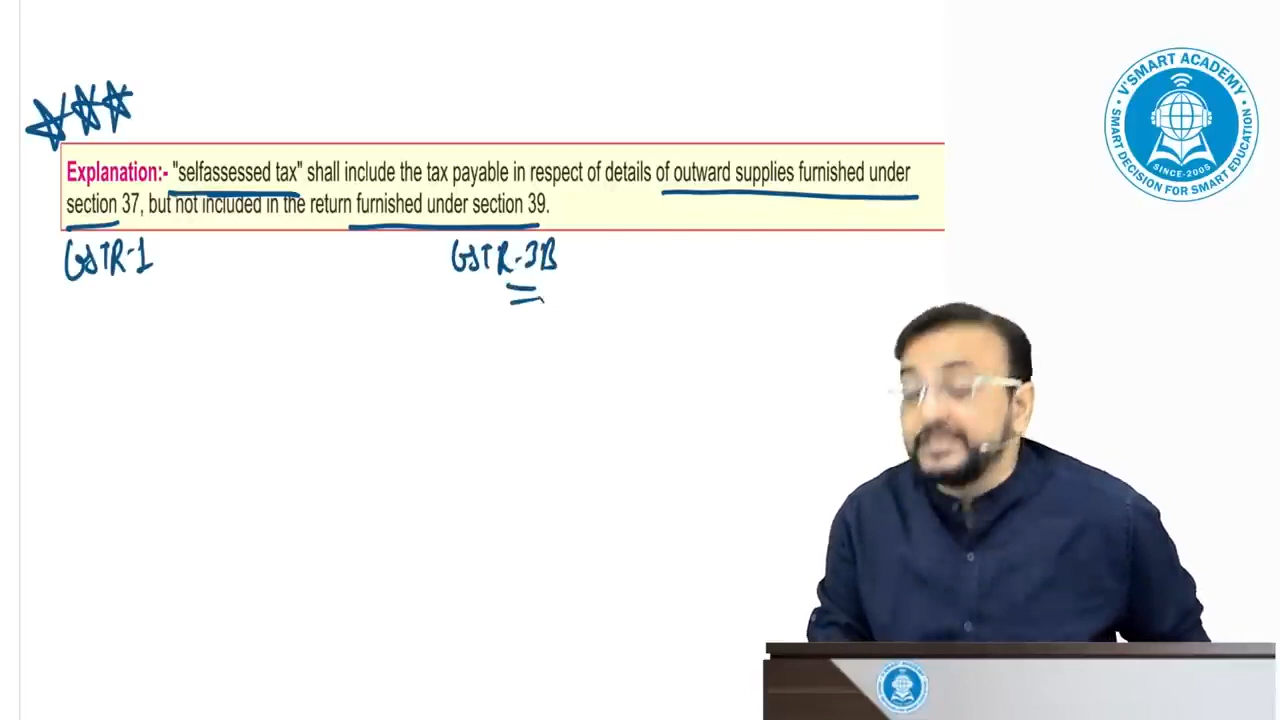 V'SMART ACADEMY
SMART DECISION FOR SMART EDUCATION
SINCE-2005
Explanation:- "selfassessed tax" shall include the tax payable in respect of details of outward supplies furnished under
section 37, but not included in the return furnished under section 39.
GSTR-1
GSTR-3B